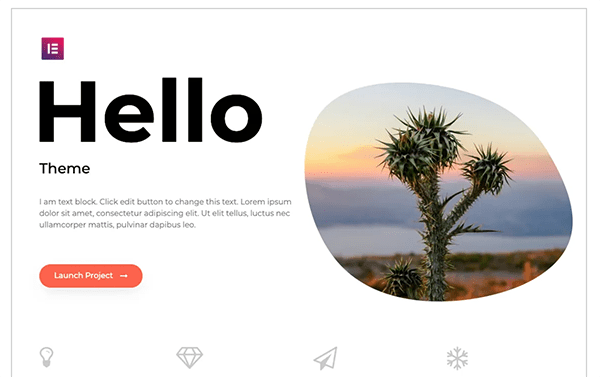 Hello
Theme
I am text block. Click edit button to change this text. Lorem ipsum
dolor sit amet, consectetur adipiscing elit. Ut elit tellus, luctus nec
ullamcorper mattis, pulvinar dapibus leo.
Launch Project →